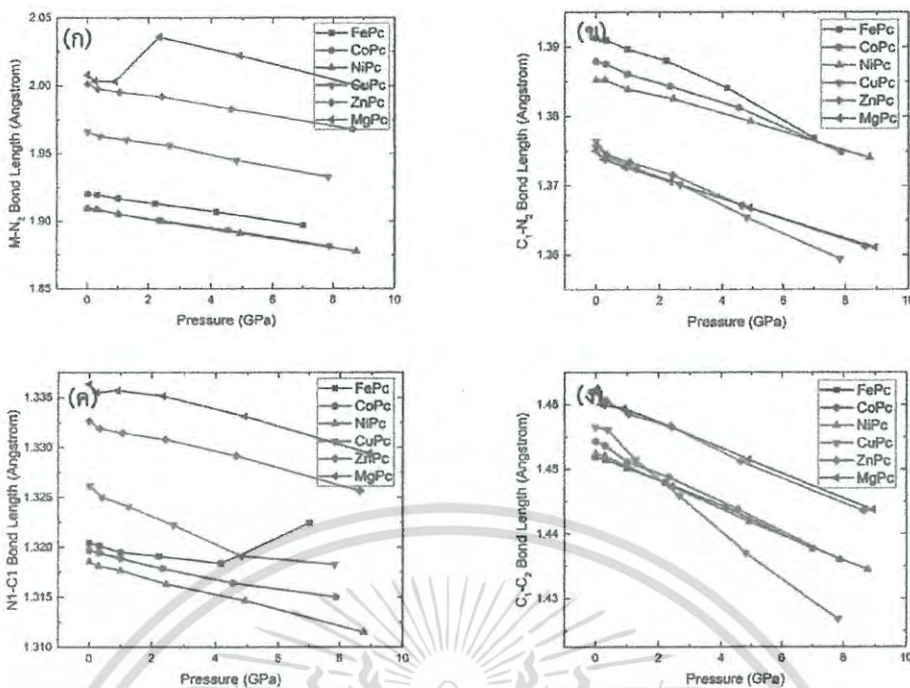 (ก)
2.05
2.00
1.95
1.90
1.85
M-N₂ Bond Length (Angstrom)
0 2 4 6 8 10
Pressure (GPa)
FePc
CoPc
NiPc
CuPc
ZnPc
MgPc
(ข)
1.39
1.38
1.37
1.36
C₁-N₂ Bond Length (Angstrom)
0 2 4 6 8 10
Pressure (GPa)
FePc
CoPc
NiPc
CuPc
ZnPc
MgPc
(ค)
1.335
1.330
1.325
1.320
1.315
1.310
N1-C1 Bond Length (Angstrom)
0 2 4 6 8 10
Pressure (GPa)
FePc
CoPc
NiPc
CuPc
ZnPc
MgPc
(ง)
1.46
1.45
1.44
1.43
C₁-C₂ Bond Length (Angstrom)
0 2 4 6 8 10
Pressure (GPa)
FePc
CoPc
NiPc
CuPc
ZnPc
MgPc